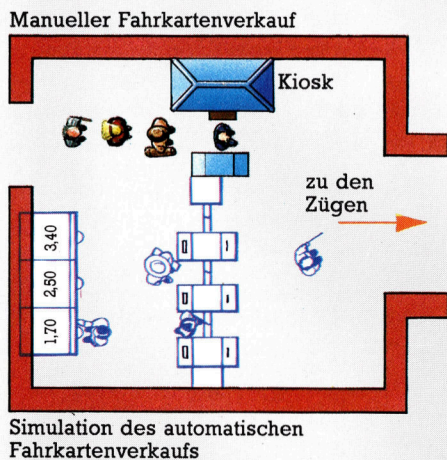 Manueller Fahrkartenverkauf
Kiosk
zu den
Zügen
3,40
2,50
1,70
Simulation des automatischen
Fahrkartenverkaufs